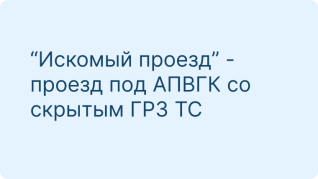 “Искомый проезд” -
проезд под АПВГК со
скрытым ГРЗ ТС